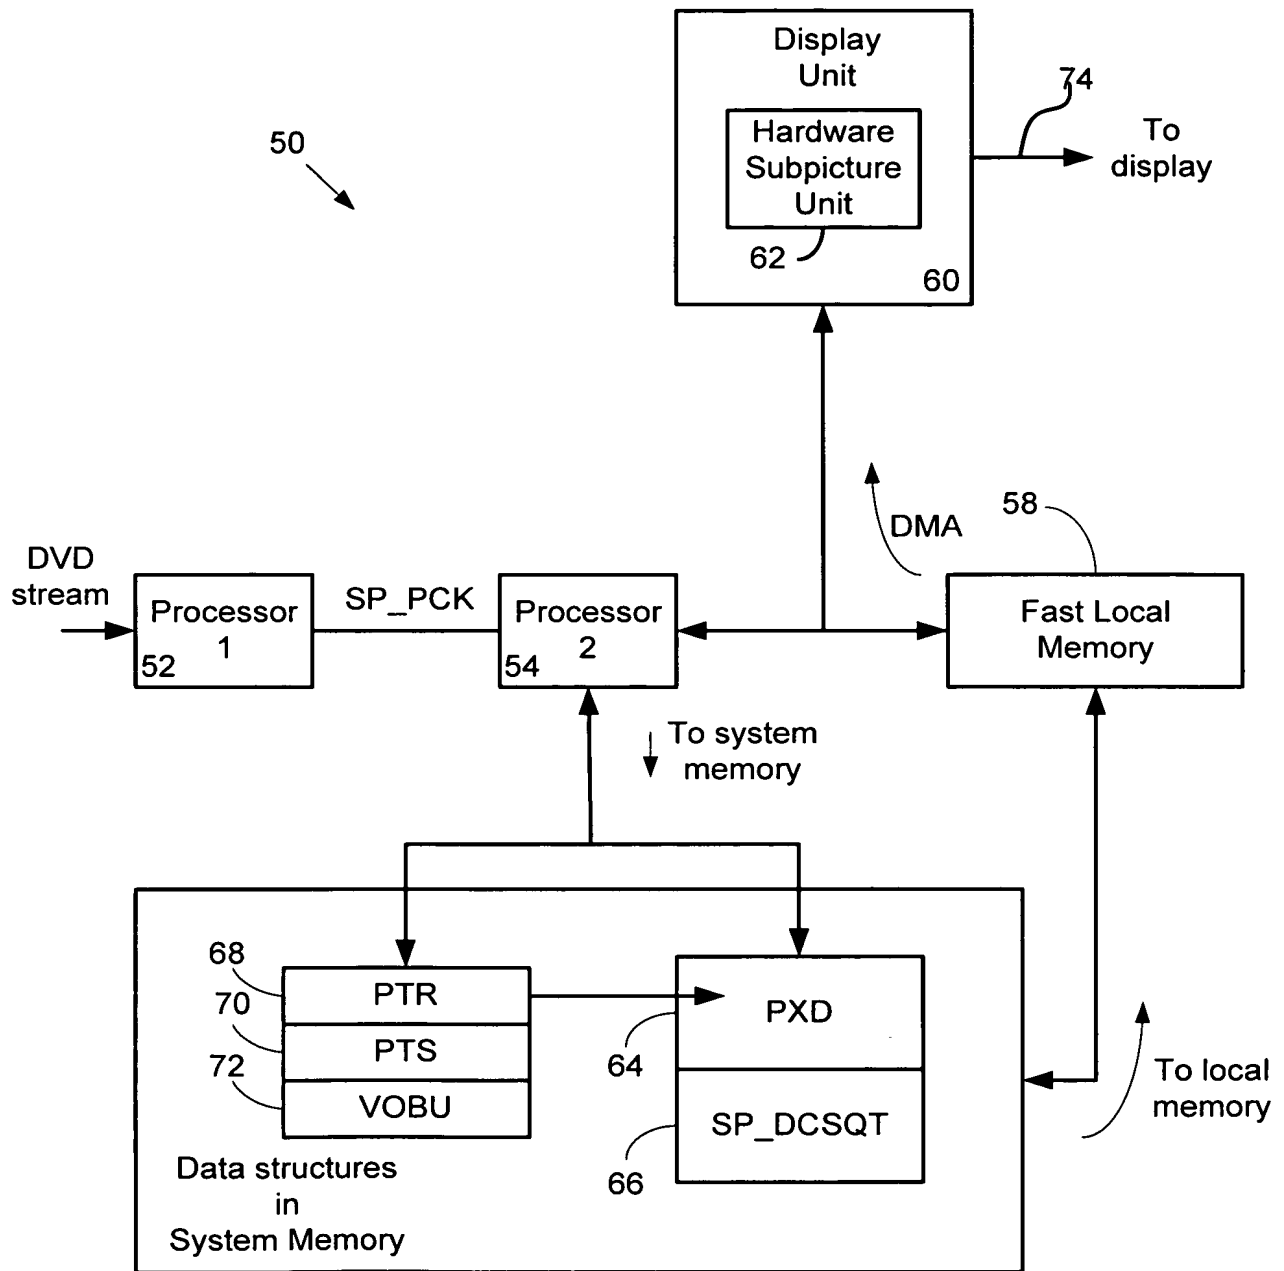 Display
Unit
74
Hardware
Subpicture
Unit
To
display
50
62
60
58
DMA
DVD
stream
Processor
1
52
SP_PCK
Processor
2
54
Fast Local
Memory
To system
memory
68
PTR
70
PTS
72
VOBU
PXD
64
SP_DCSQT
66
To local
memory
Data structures
in
System Memory